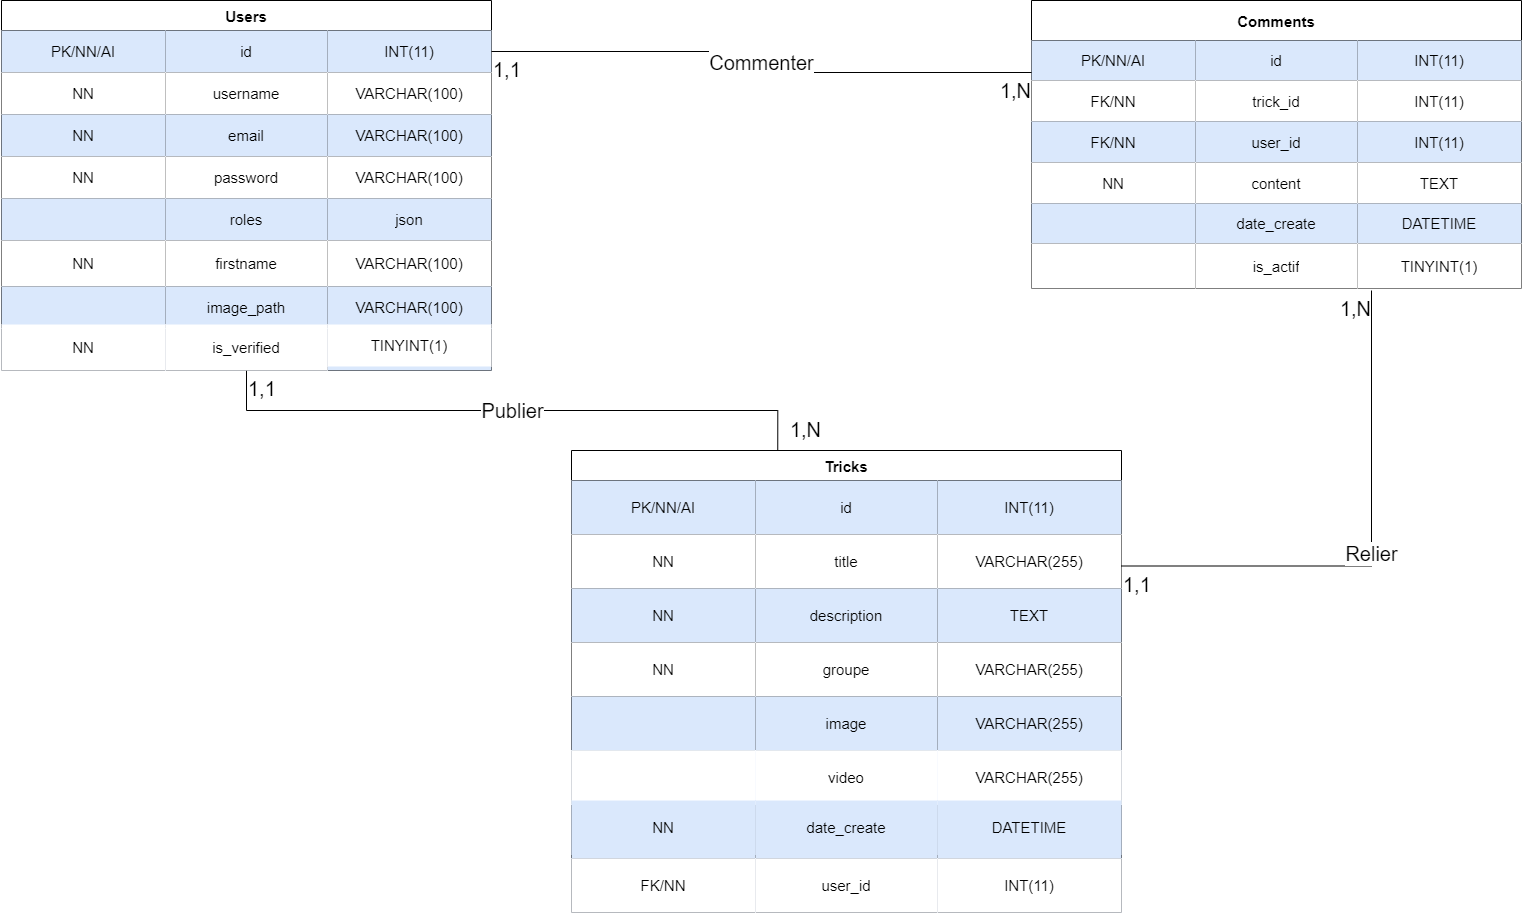 Users
PK/NN/AI id INT(11)
NN username VARCHAR(100)
NN email VARCHAR(100)
NN password VARCHAR(100)
roles json
NN firstname VARCHAR(100)
image_path VARCHAR(100)
NN is_verified TINYINT(1)
1,1
Commenter
1,N
Comments
PK/NN/AI id INT(11)
FK/NN trick_id INT(11)
FK/NN user_id INT(11)
NN content TEXT
date_create DATETIME
is_actif TINYINT(1)
1,N
1,1
Publier
1,N
Tricks
PK/NN/AI id INT(11)
NN title VARCHAR(255)
NN description TEXT
NN groupe VARCHAR(255)
image VARCHAR(255)
video VARCHAR(255)
NN date_create DATETIME
FK/NN user_id INT(11)
Relier
1,1